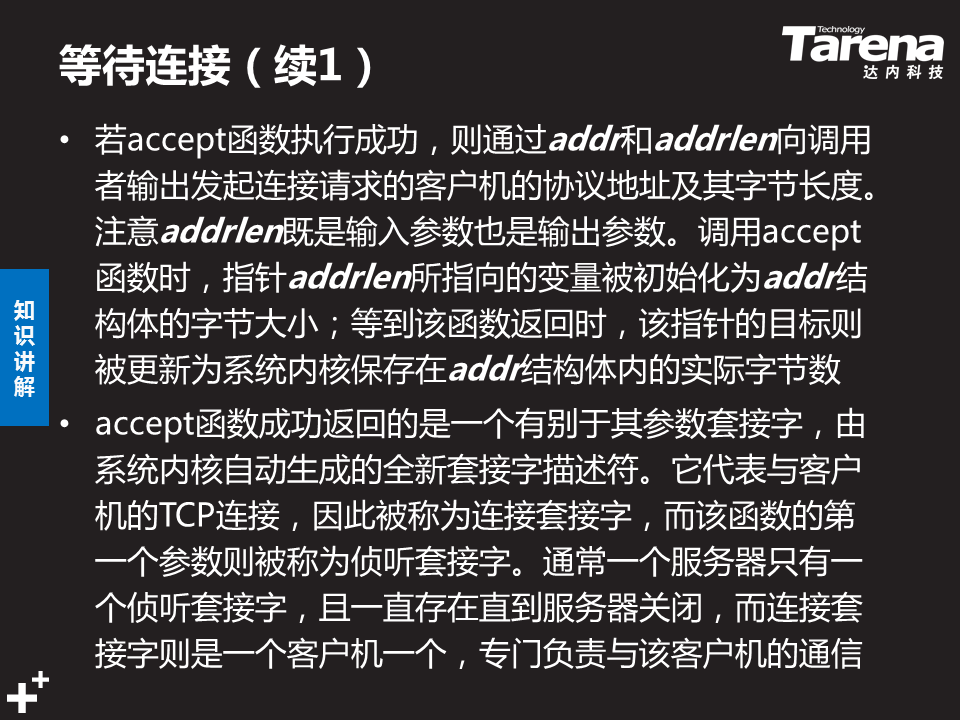 等待连接（续1）
Technology
Tarena
达内科技
• 若accept函数执行成功，则通过addr和addrlen向调用
者输出发起连接请求的客户机的协议地址及其字节长度。
注意addrlen既是输入参数也是输出参数。调用accept
函数时，指针addrlen所指向的变量被初始化为addr结
构体的字节大小；等到该函数返回时，该指针的目标则
被更新为系统内核保存在addr结构体内的实际字节数
• accept函数成功返回的是一个有别于其参数套接字，由
系统内核自动生成的全新套接字描述符。它代表与客户
机的TCP连接，因此被称为连接套接字，而该函数的第
一个参数则被称为侦听套接字。通常一个服务器只有一
个侦听套接字，且一直存在直到服务器关闭，而连接套
接字则是一个客户机一个，专门负责与该客户机的通信
知
识
讲
解